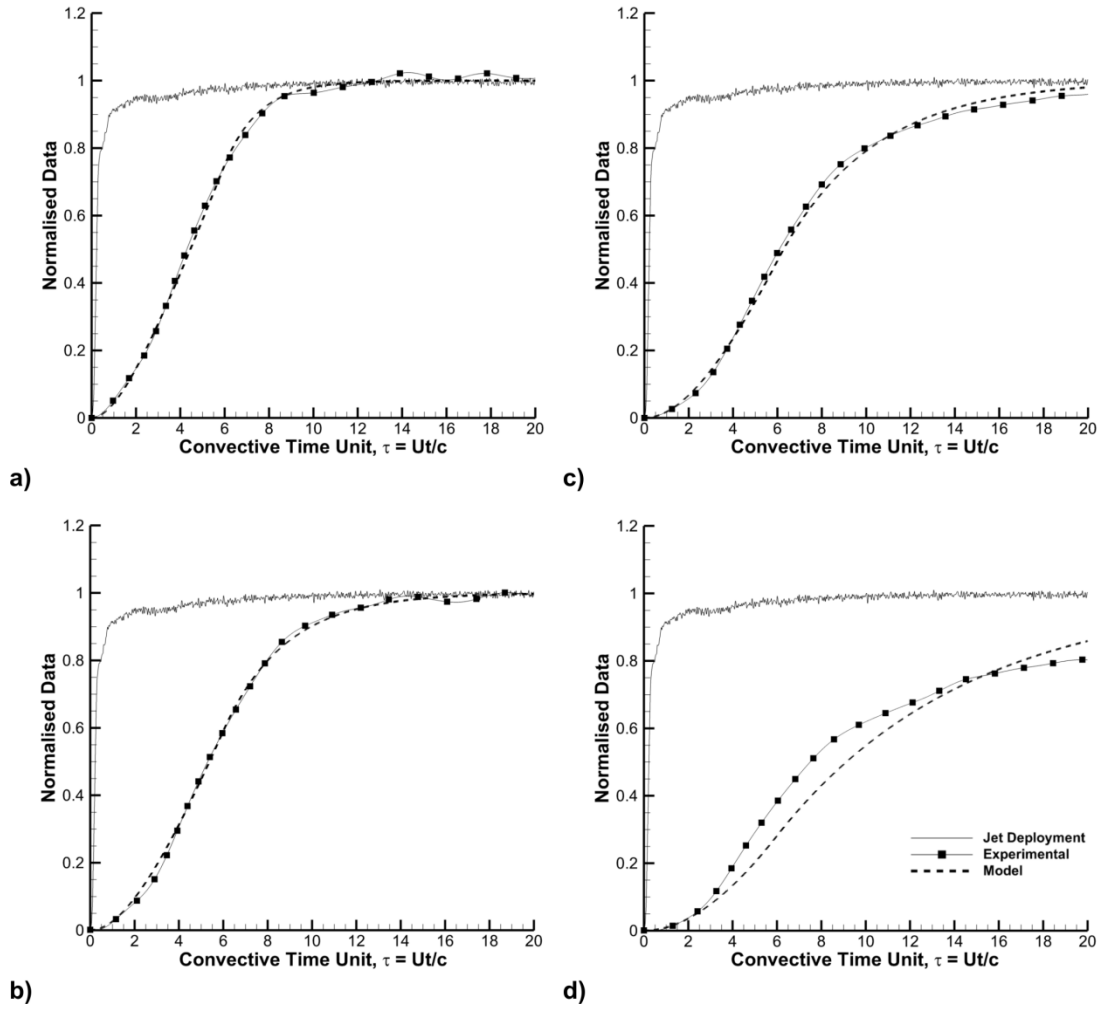 1.2
1
0.8
0.6
0.4
0.2
0
Normalised Data
0 2 4 6 8 10 12 14 16 18 20
Convective Time Unit, τ = Ut/c
a)
1.2
1
0.8
0.6
0.4
0.2
0
Normalised Data
0 2 4 6 8 10 12 14 16 18 20
Convective Time Unit, τ = Ut/c
c)
1.2
1
0.8
0.6
0.4
0.2
0
Normalised Data
0 2 4 6 8 10 12 14 16 18 20
Convective Time Unit, τ = Ut/c
b)
1.2
1
0.8
0.6
0.4
0.2
0
Normalised Data
Jet Deployment
Experimental
Model
0 2 4 6 8 10 12 14 16 18 20
Convective Time Unit, τ = Ut/c
d)